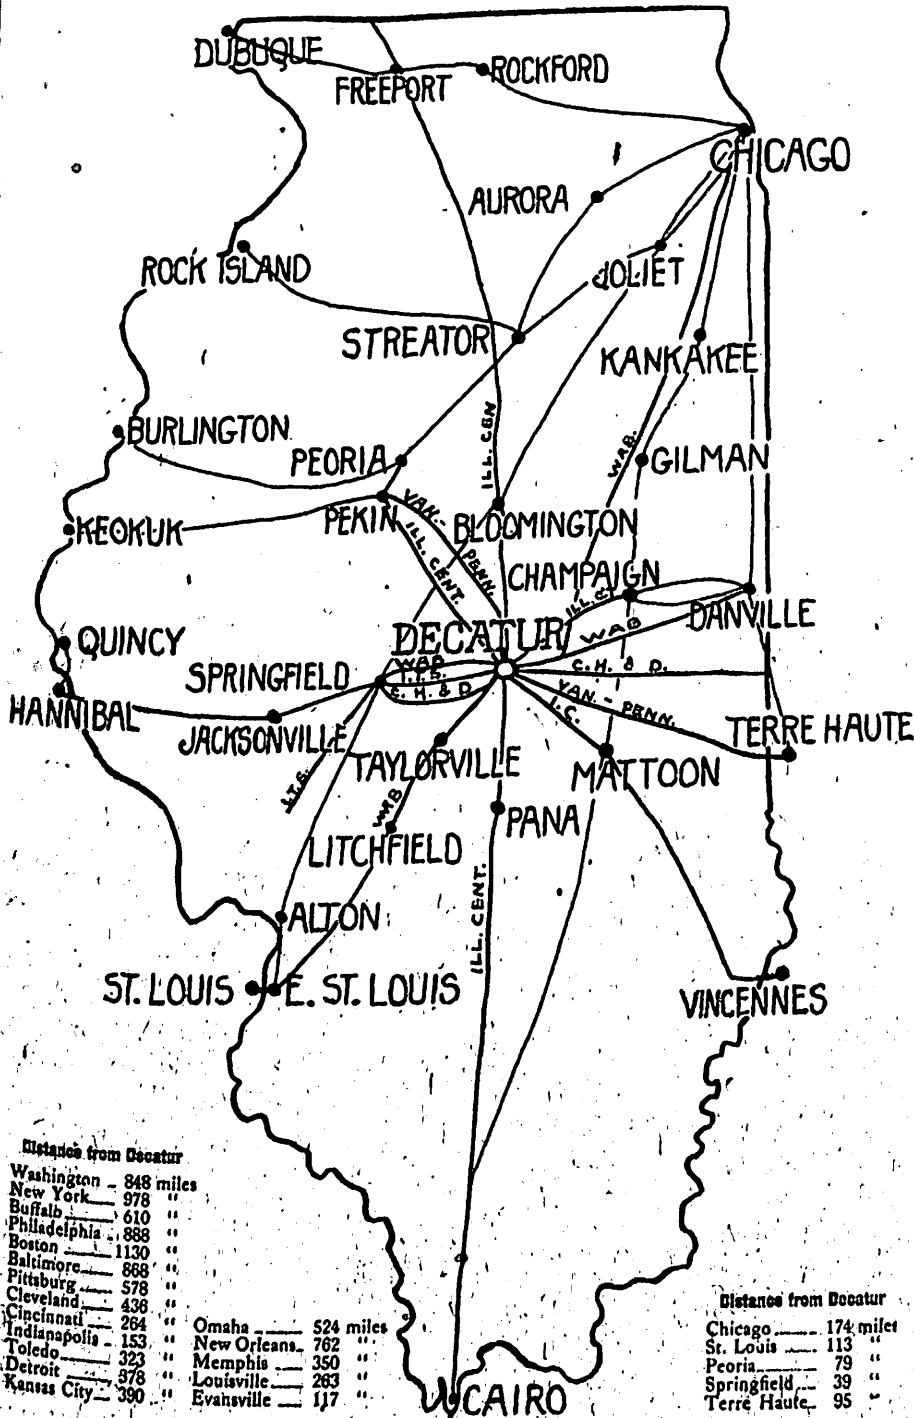 DUBUQUE
FREEPORT
ROCKFORD
CHICAGO
AURORA
ROCK ISLAND
JOLIET
STREATOR
KANKAKEE
BURLINGTON
ILL. CEN
WAB.
PEORIA
GILMAN
KEOKUK
PEKIN
VAN.-PENN.
ILL. CENT.
BLOOMINGTON
CHAMPAIGN
ILL. C.
DANVILLE
QUINCY
DECATUR
WAB
SPRINGFIELD
WAB
I.T.S.
C. H. & D.
C. H. & D.
HANNIBAL
JACKSONVILLE
VAN. - PENN.
I.C.
TERRE HAUTE
TAYLORVILLE
MATTOON
I.T.S.
WAB
PANA
LITCHFIELD
ILL. CENT.
ALTON
ST. LOUIS
E. ST. LOUIS
VINCENNES
CAIRO
Distance from Decatur
Washington - 848 miles
New York 978 "
Buffalo 610 "
Philadelphia 888 "
Boston 1130 "
Baltimore 868 "
Pittsburg 578 "
Cleveland 436 "
Cincinnati 264 "
Indianapolis - 153 "
Toledo 323 "
Detroit 378 "
Kansas City 390 "
Omaha 524 miles
New Orleans 762 "
Memphis 350 "
Louisville 263 "
Evansville 117 "
Distance from Decatur
Chicago 174 miles
St. Louis 113 "
Peoria 79 "
Springfield 39 "
Terre Haute 95 "